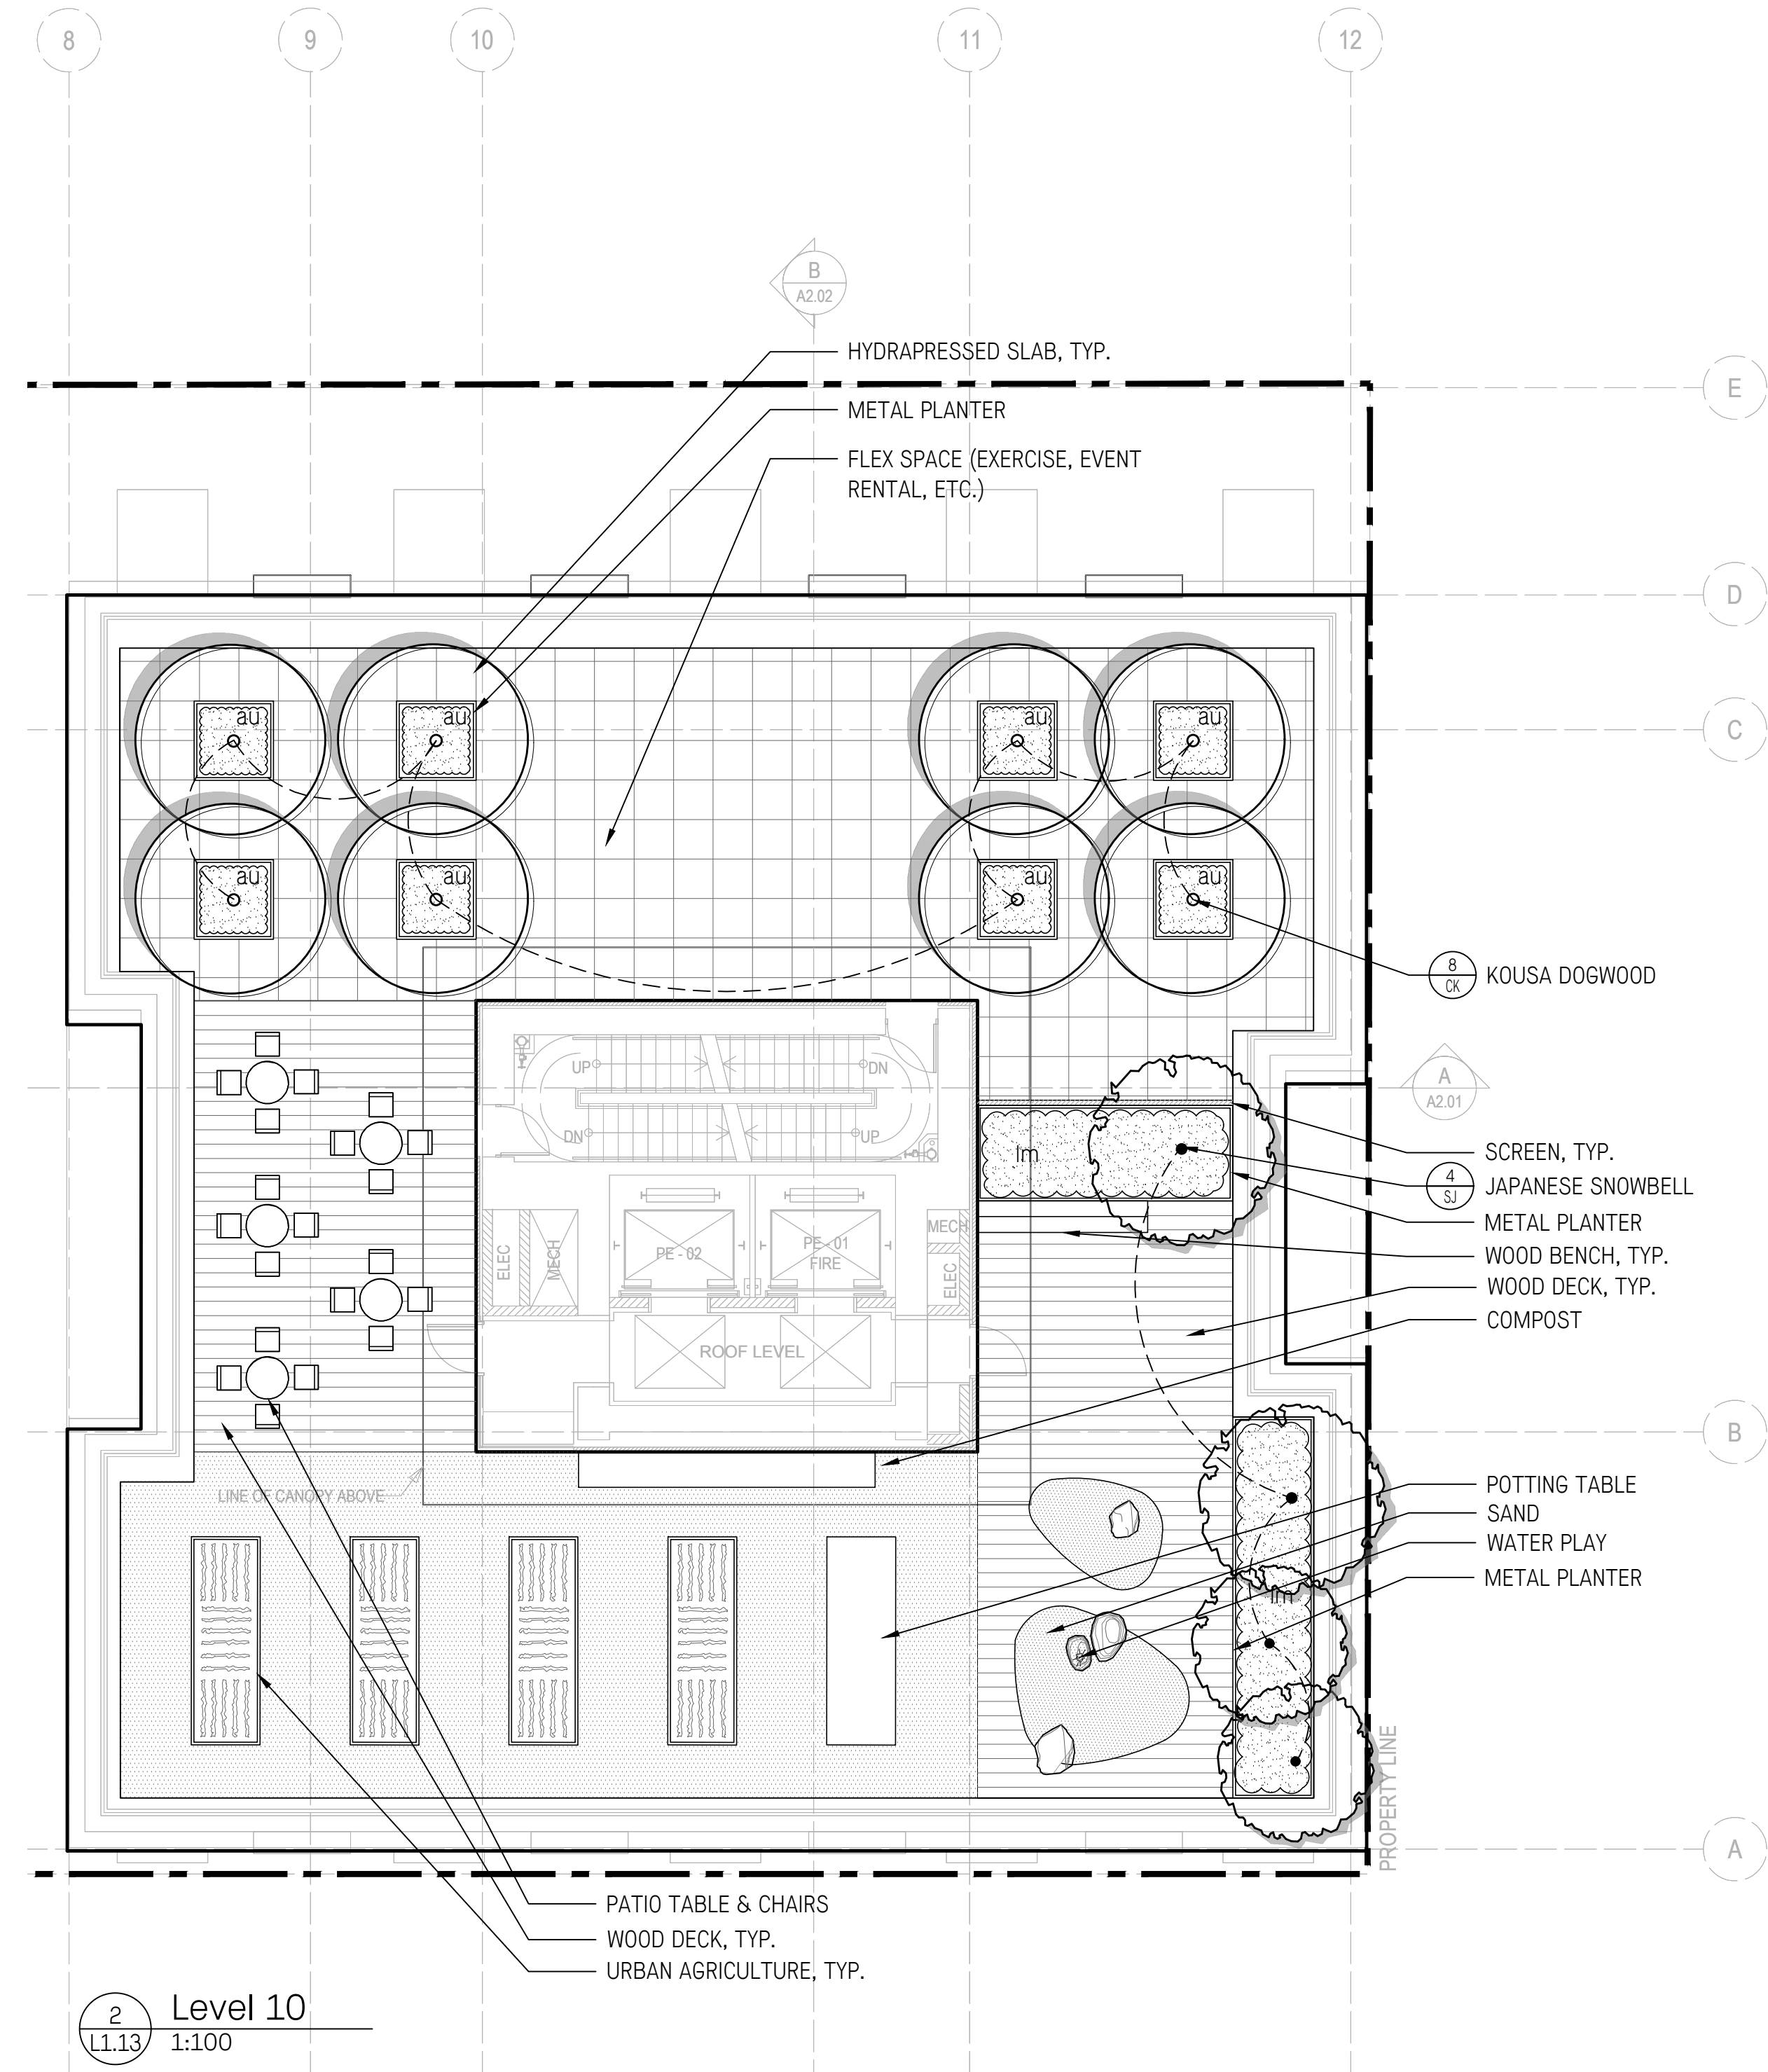 8
9
10
11
12
B
A2.02
HYDRAPRESSED SLAB, TYP.
E
METAL PLANTER
FLEX SPACE (EXERCISE, EVENT
RENTAL, ETC.)
D
au
au
au
au
C
au
au
au
au
8
CK
KOUSA DOGWOOD
UP
DN
A
A2.01
DN
UP
lm
SCREEN, TYP.
4
SJ
JAPANESE SNOWBELL
METAL PLANTER
WOOD BENCH, TYP.
WOOD DECK, TYP.
COMPOST
ELEC
MECH
PE - 02
PE - 01
FIRE
MECH
ELEC
ROOF LEVEL
B
LINE OF CANOPY ABOVE
POTTING TABLE
SAND
WATER PLAY
METAL PLANTER
lm
PROPERTY LINE
A
PATIO TABLE & CHAIRS
WOOD DECK, TYP.
URBAN AGRICULTURE, TYP.
2
L1.13
Level 10
1:100